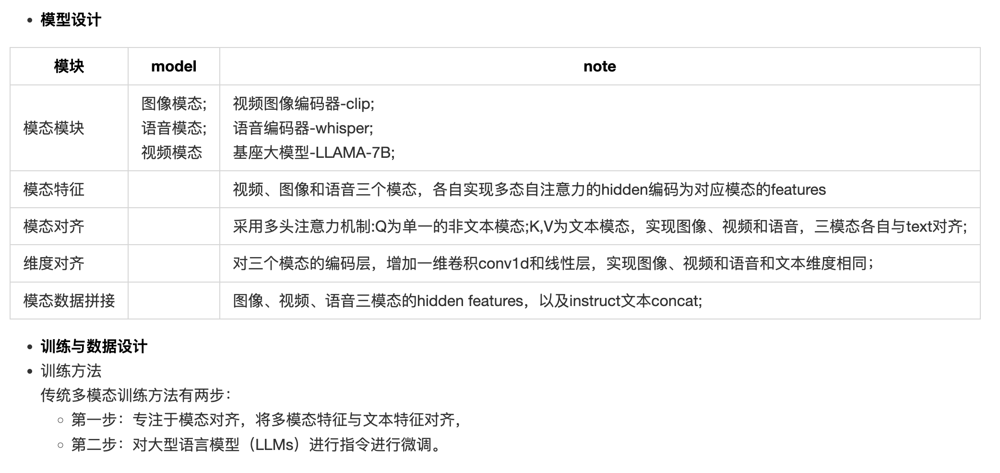 模型设计
模块 model note
模态模块 图像模态; 视频图像编码器-clip;
语音模态; 语音编码器-whisper;
视频模态 基座大模型-LLAMA-7B;
模态特征 视频、图像和语音三个模态，各自实现多态自注意力的hidden编码为对应模态的features
模态对齐 采用多头注意力机制:Q为单一的非文本模态;K,V为文本模态，实现图像、视频和语音，三模态各自与text对齐;
维度对齐 对三个模态的编码层，增加一维卷积conv1d和线性层，实现图像、视频和语音和文本维度相同；
模态数据拼接 图像、视频、语音三模态的hidden features，以及instruct文本concat;
训练与数据设计
训练方法
传统多模态训练方法有两步：
第一步：专注于模态对齐，将多模态特征与文本特征对齐，
第二步：对大型语言模型（LLMs）进行指令进行微调。